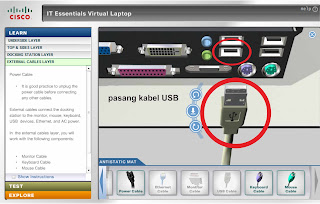 CISCO
IT Essentials Virtual Laptop
Help
LEARN
UNDERSIDE LAYER
TOP & SIDES LAYER
DOCKING STATION LAYER
EXTERNAL CABLES LAYER
Power Cable
It is good practice to unplug the
power cable before connecting
any other cables.
External cables connect the docking
station to the monitor, mouse, keyboard,
USB devices, Ethernet, and AC power.
In the external cables layer, you will
work with the following components:
Monitor Cable
Keyboard Cable
Mouse Cable
Show Instructions
TEST
EXPLORE
pasang kabel USB
ANTISTATIC MAT
Power Cable
Ethernet Cable
Monitor Cable
USB Cable
Keyboard Cable
Mouse Cable